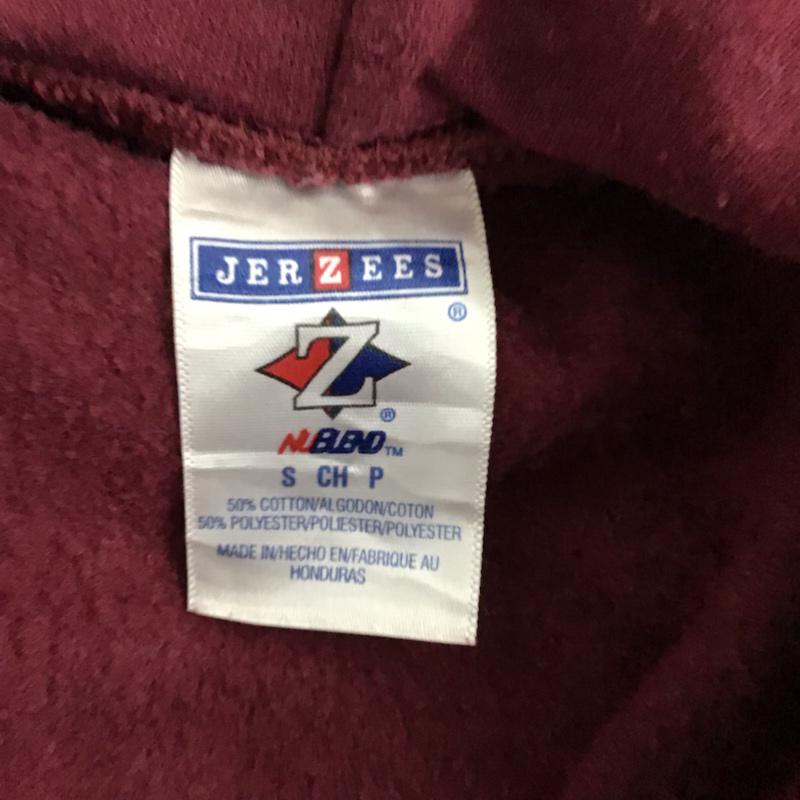 JERZEES
®
Z
®
NUBLEND™
S CH P
50% COTTON/ALGODON/COTON
50% POLYESTER/POLIESTER/POLYESTER
MADE IN/HECHO EN/FABRIQUE AU
HONDURAS